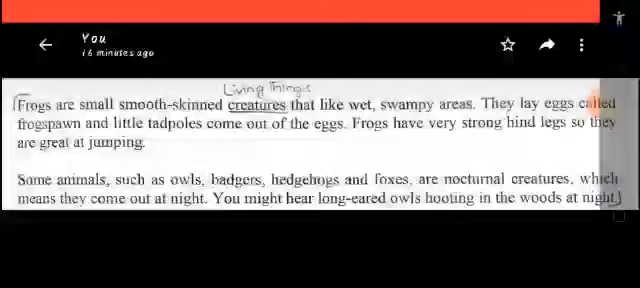 You
16 minutes ago
Living Things
Frogs are small smooth-skinned creatures that like wet, swampy areas. They lay eggs called
frogspawn and little tadpoles come out of the eggs. Frogs have very strong hind legs so they
are great at jumping.
Some animals, such as owls, badgers, hedgehogs and foxes, are nocturnal creatures, which
means they come out at night. You might hear long-eared owls hooting in the woods at night.